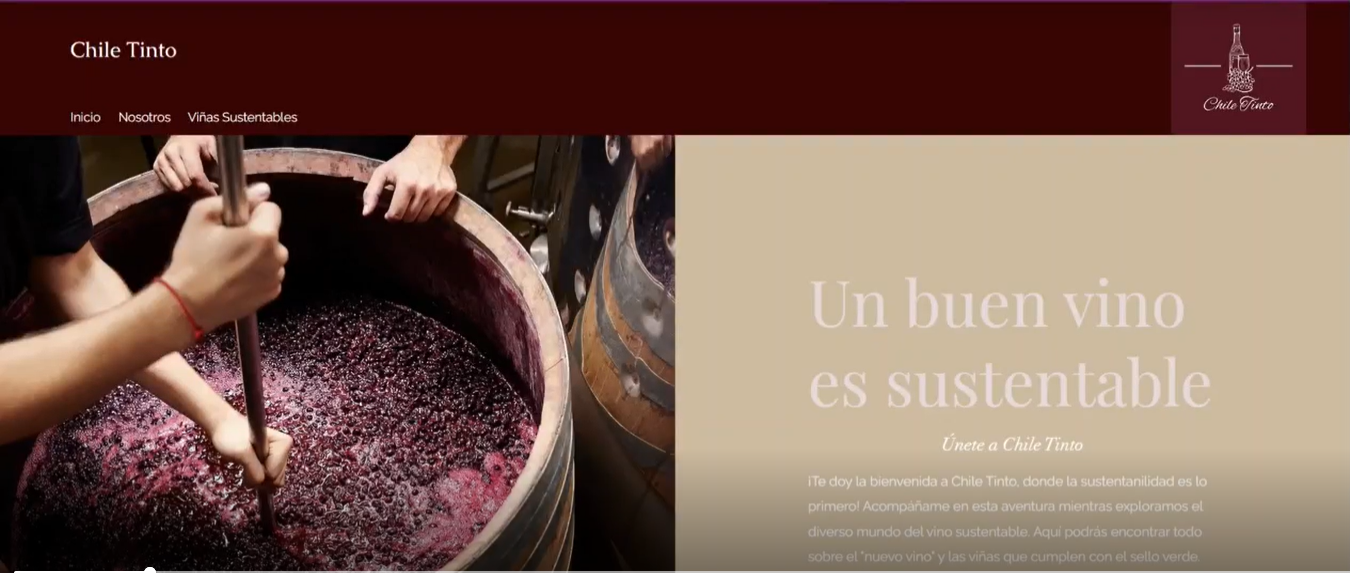 Chile Tinto
Chile Tinto
Inicio Nosotros Viñas Sustentables
Un buen vino
es sustentable
Únete a Chile Tinto
¡Te doy la bienvenida a Chile Tinto, donde la sustentanilidad es lo
primero! Acompáñame en esta aventura mientras exploramos el
diverso mundo del vino sustentable. Aquí podrás encontrar todo
sobre el "nuevo vino" y las viñas que cumplen con el sello verde.